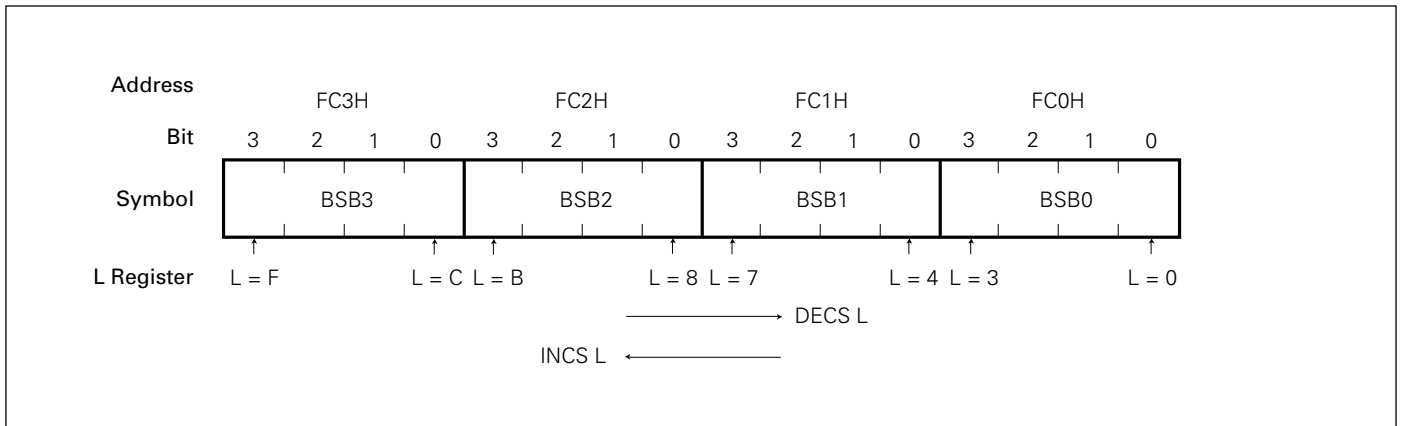 Address
FC3H FC2H FC1H FC0H
Bit 3 2 1 0 3 2 1 0 3 2 1 0 3 2 1 0
Symbol BSB3 BSB2 BSB1 BSB0
L Register L = F L = C L = B L = 8 L = 7 L = 4 L = 3 L = 0
DECS L
INCS L